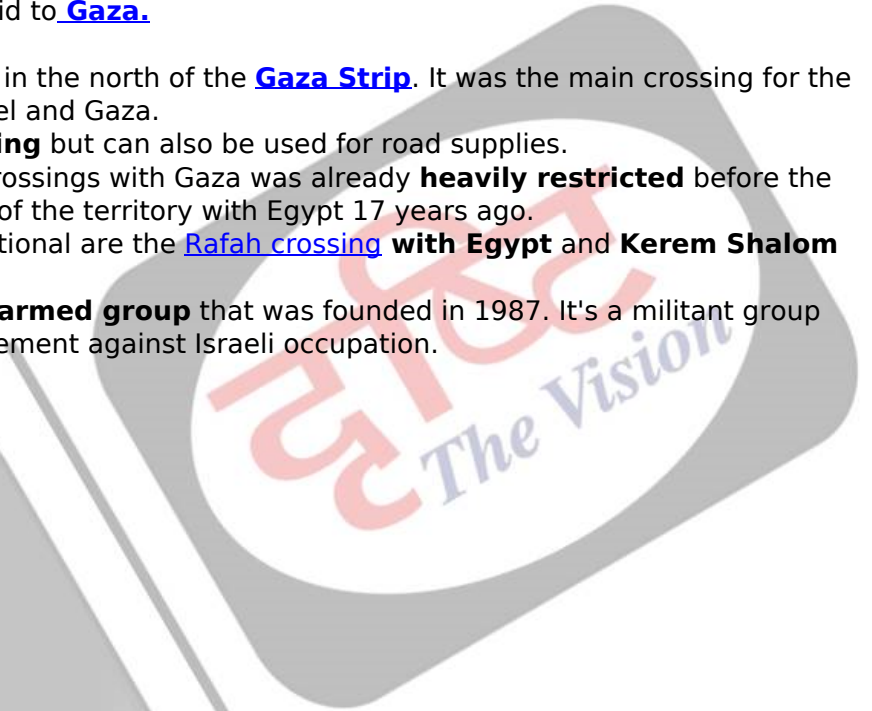 id to Gaza.
in the north of the Gaza Strip. It was the main crossing for the
el and Gaza.
ing but can also be used for road supplies.
rossings with Gaza was already heavily restricted before the
of the territory with Egypt 17 years ago.
tional are the Rafah crossing with Egypt and Kerem Shalom
armed group that was founded in 1987. It's a militant group
ement against Israeli occupation.
दृष्टि
The Vision